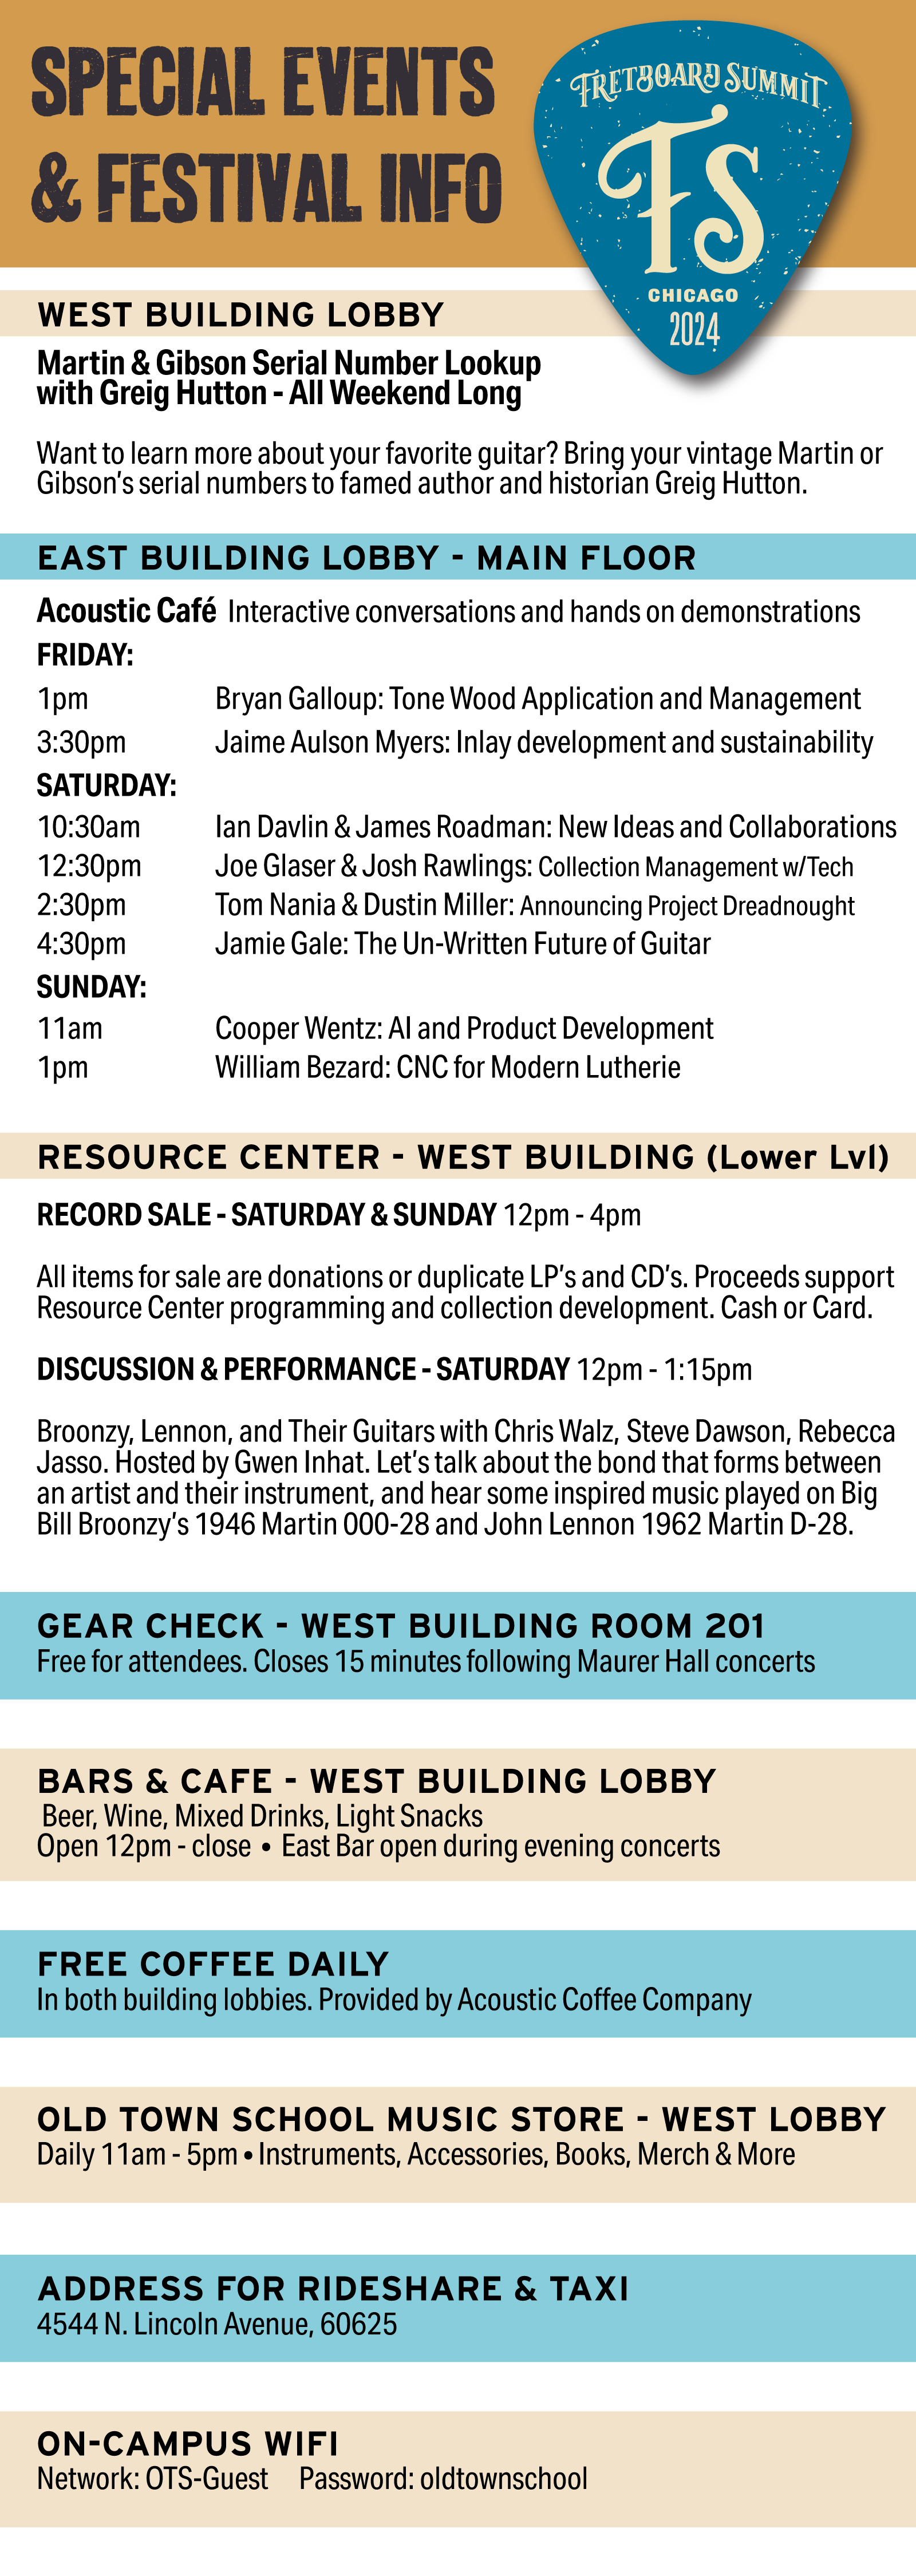 SPECIAL EVENTS
& FESTIVAL INFO
FRETBOARD SUMMIT
FS
CHICAGO
2024
WEST BUILDING LOBBY
Martin & Gibson Serial Number Lookup
with Greig Hutton - All Weekend Long
Want to learn more about your favorite guitar? Bring your vintage Martin or
Gibson's serial numbers to famed author and historian Greig Hutton.
EAST BUILDING LOBBY - MAIN FLOOR
Acoustic Café Interactive conversations and hands on demonstrations
FRIDAY:
1pm Bryan Galloup: Tone Wood Application and Management
3:30pm Jaime Aulson Myers: Inlay development and sustainability
SATURDAY:
10:30am Ian Davlin & James Roadman: New Ideas and Collaborations
12:30pm Joe Glaser & Josh Rawlings: Collection Management w/Tech
2:30pm Tom Nania & Dustin Miller: Announcing Project Dreadnought
4:30pm Jamie Gale: The Un-Written Future of Guitar
SUNDAY:
11am Cooper Wentz: AI and Product Development
1pm William Bezard: CNC for Modern Lutherie
RESOURCE CENTER - WEST BUILDING (Lower Lvl)
RECORD SALE - SATURDAY & SUNDAY 12pm - 4pm
All items for sale are donations or duplicate LP's and CD's. Proceeds support
Resource Center programming and collection development. Cash or Card.
DISCUSSION & PERFORMANCE - SATURDAY 12pm - 1:15pm
Broonzy, Lennon, and Their Guitars with Chris Walz, Steve Dawson, Rebecca
Jasso. Hosted by Gwen Inhat. Let's talk about the bond that forms between
an artist and their instrument, and hear some inspired music played on Big
Bill Broonzy's 1946 Martin 000-28 and John Lennon 1962 Martin D-28.
GEAR CHECK - WEST BUILDING ROOM 201
Free for attendees. Closes 15 minutes following Maurer Hall concerts
BARS & CAFE - WEST BUILDING LOBBY
Beer, Wine, Mixed Drinks, Light Snacks
Open 12pm - close • East Bar open during evening concerts
FREE COFFEE DAILY
In both building lobbies. Provided by Acoustic Coffee Company
OLD TOWN SCHOOL MUSIC STORE - WEST LOBBY
Daily 11am - 5pm • Instruments, Accessories, Books, Merch & More
ADDRESS FOR RIDESHARE & TAXI
4544 N. Lincoln Avenue, 60625
ON-CAMPUS WIFI
Network: OTS-Guest Password: oldtownschool